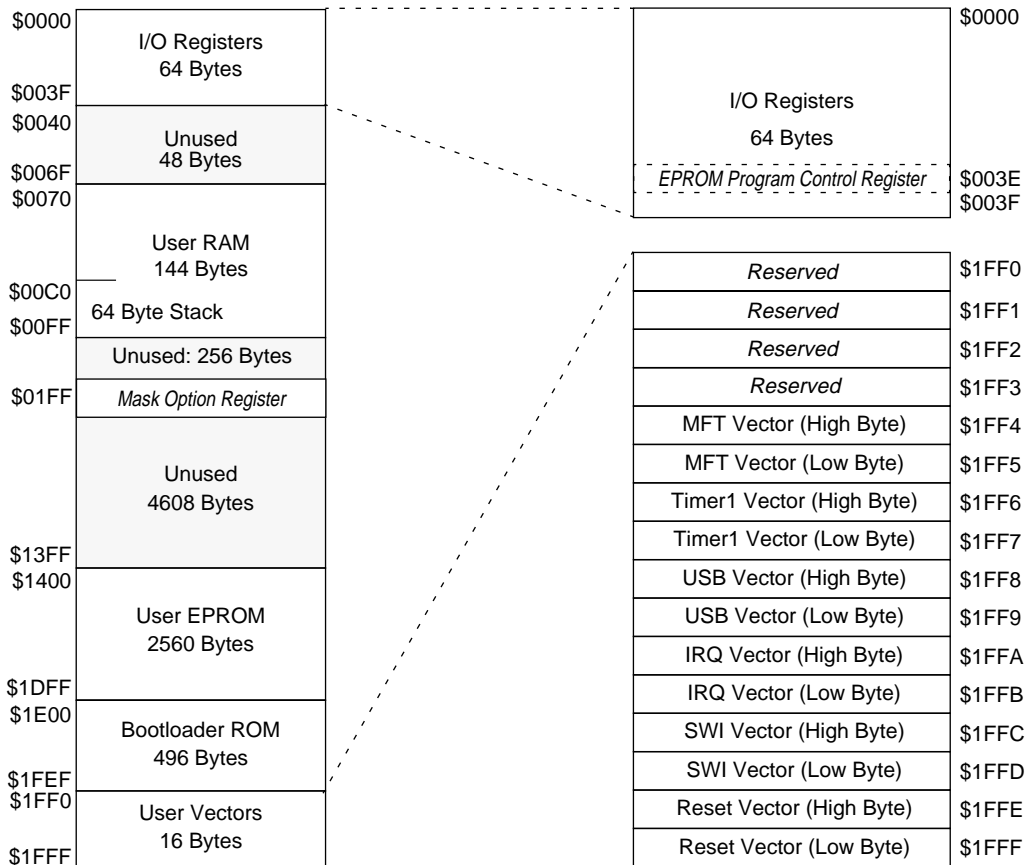 $0000
I/O Registers
64 Bytes
$003F
$0040
Unused
48 Bytes
$006F
$0070
User RAM
144 Bytes
$00C0
64 Byte Stack
$00FF
Unused: 256 Bytes
$01FF
Mask Option Register
Unused
4608 Bytes
$13FF
$1400
User EPROM
2560 Bytes
$1DFF
$1E00
Bootloader ROM
496 Bytes
$1FEF
$1FF0
User Vectors
16 Bytes
$1FFF
$0000
I/O Registers
64 Bytes
EPROM Program Control Register $003E
$003F
Reserved $1FF0
Reserved $1FF1
Reserved $1FF2
Reserved $1FF3
MFT Vector (High Byte) $1FF4
MFT Vector (Low Byte) $1FF5
Timer1 Vector (High Byte) $1FF6
Timer1 Vector (Low Byte) $1FF7
USB Vector (High Byte) $1FF8
USB Vector (Low Byte) $1FF9
IRQ Vector (High Byte) $1FFA
IRQ Vector (Low Byte) $1FFB
SWI Vector (High Byte) $1FFC
SWI Vector (Low Byte) $1FFD
Reset Vector (High Byte) $1FFE
Reset Vector (Low Byte) $1FFF